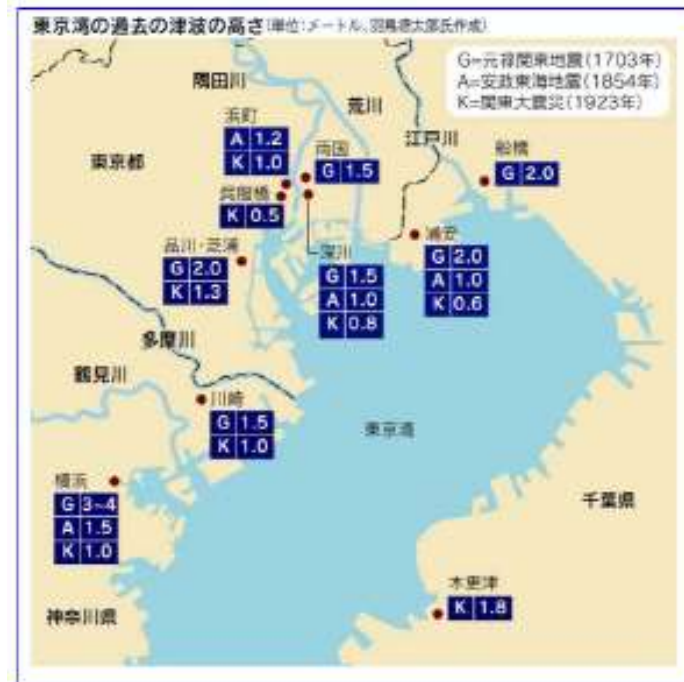 東京湾の過去の津波の高さ(単位:メートル、羽鳥徳太郎氏作成)
G=元禄関東地震(1703年)
A=安政東海地震(1854年)
K=関東大震災(1923年)
隅田川
荒川
江戸川
東京都
浜町
A 1.2
K 1.0
両国
G 1.5
船橋
G 2.0
呉服橋
K 0.5
品川・芝浦
G 2.0
K 1.3
深川
G 1.5
A 1.0
K 0.8
浦安
G 2.0
A 1.0
K 0.6
多摩川
鶴見川
川崎
G 1.5
K 1.0
東京湾
横浜
G 3~4
A 1.5
K 1.0
千葉県
木更津
K 1.8
神奈川県